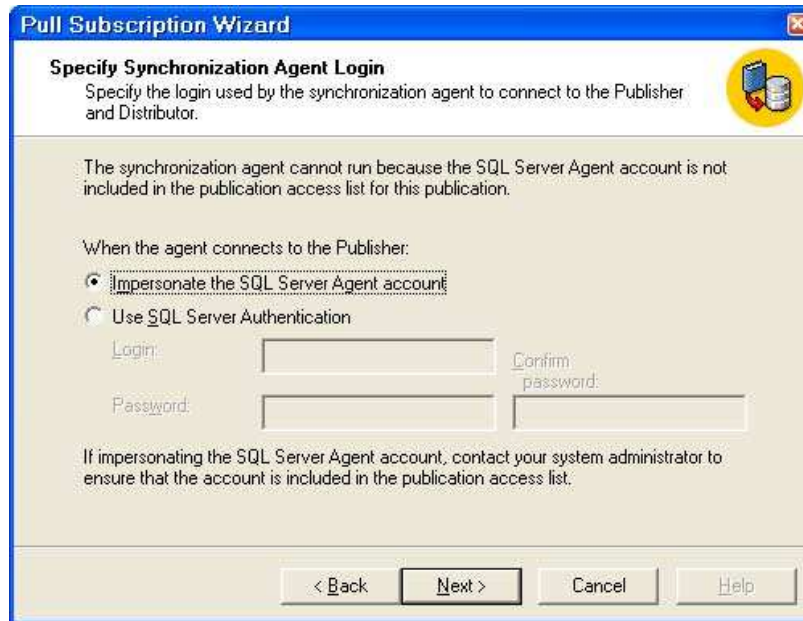 Pull Subscription Wizard
Specify Synchronization Agent Login
Specify the login used by the synchronization agent to connect to the Publisher
and Distributor.
The synchronization agent cannot run because the SQL Server Agent account is not
included in the publication access list for this publication.
When the agent connects to the Publisher:
Impersonate the SQL Server Agent account
Use SQL Server Authentication
Login:
Confirm
password:
Password:
If impersonating the SQL Server Agent account, contact your system administrator to
ensure that the account is included in the publication access list.
< Back
Next >
Cancel
Help